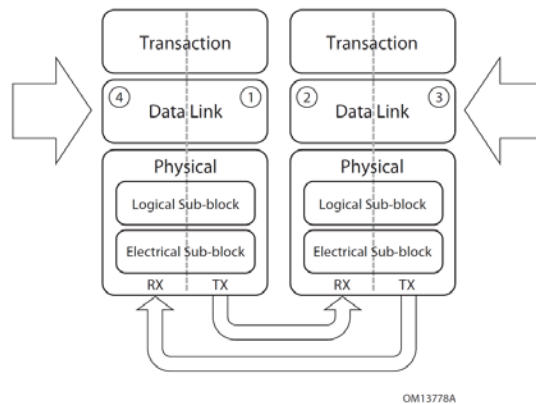 Transaction Transaction
④ Data Link ① ② Data Link ③
Physical Physical
Logical Sub-block Logical Sub-block
Electrical Sub-block Electrical Sub-block
RX TX RX TX
OM13778A